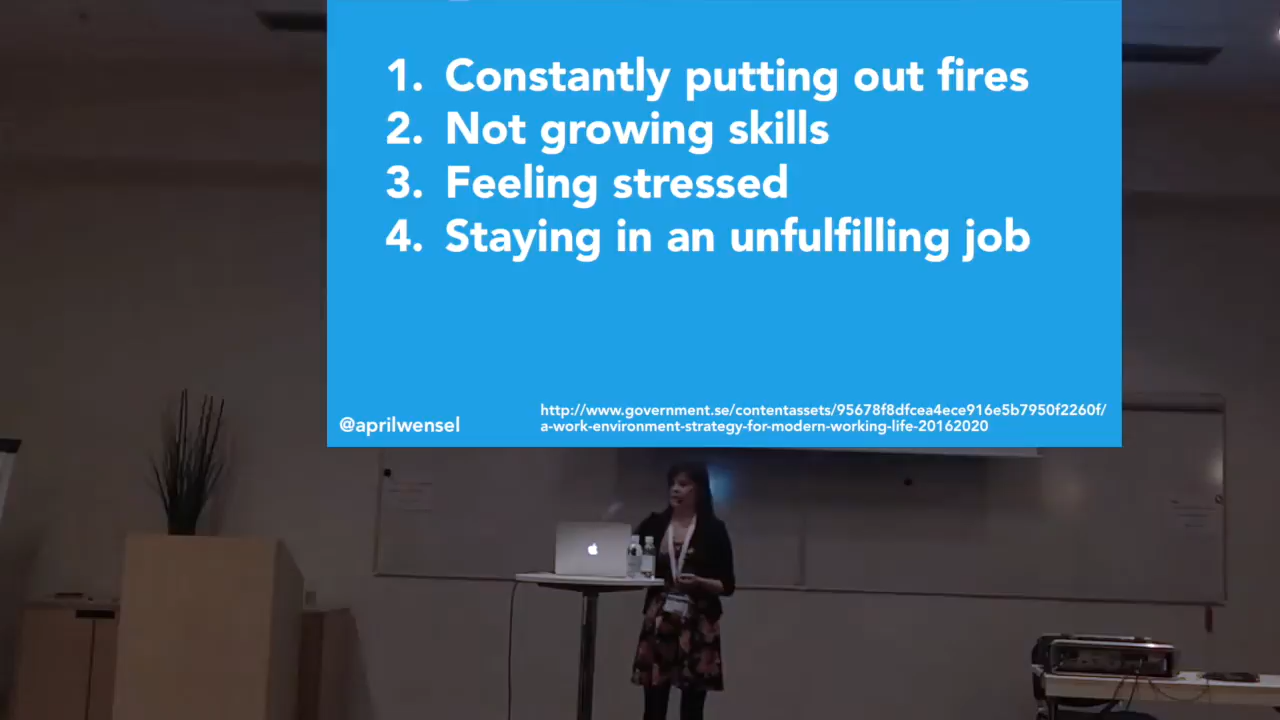 1. Constantly putting out fires
2. Not growing skills
3. Feeling stressed
4. Staying in an unfulfilling job
@aprilwensel
http://www.government.se/contentassets/95678f8dfcea4ece916e5b7950f2260f/
a-work-environment-strategy-for-modern-working-life-20162020